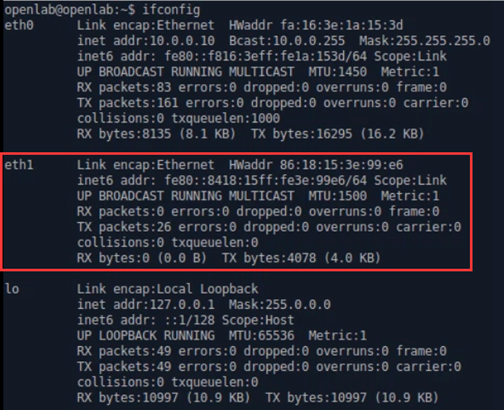 openlab@openlab:~$ ifconfig
eth0 Link encap:Ethernet HWaddr fa:16:3e:1a:15:3d
inet addr:10.0.0.10 Bcast:10.0.0.255 Mask:255.255.255.0
inet6 addr: fe80::f816:3eff:fe1a:153d/64 Scope:Link
UP BROADCAST RUNNING MULTICAST MTU:1450 Metric:1
RX packets:83 errors:0 dropped:0 overruns:0 frame:0
TX packets:161 errors:0 dropped:0 overruns:0 carrier:0
collisions:0 txqueuelen:1000
RX bytes:8135 (8.1 KB) TX bytes:16295 (16.2 KB)
eth1 Link encap:Ethernet HWaddr 86:18:15:3e:99:e6
inet6 addr: fe80::8418:15ff:fe3e:99e6/64 Scope:Link
UP BROADCAST RUNNING MULTICAST MTU:1500 Metric:1
RX packets:0 errors:0 dropped:0 overruns:0 frame:0
TX packets:26 errors:0 dropped:0 overruns:0 carrier:0
collisions:0 txqueuelen:0
RX bytes:0 (0.0 B) TX bytes:4078 (4.0 KB)
lo Link encap:Local Loopback
inet addr:127.0.0.1 Mask:255.0.0.0
inet6 addr: ::1/128 Scope:Host
UP LOOPBACK RUNNING MTU:65536 Metric:1
RX packets:49 errors:0 dropped:0 overruns:0 frame:0
TX packets:49 errors:0 dropped:0 overruns:0 carrier:0
collisions:0 txqueuelen:0
RX bytes:10997 (10.9 KB) TX bytes:10997 (10.9 KB)